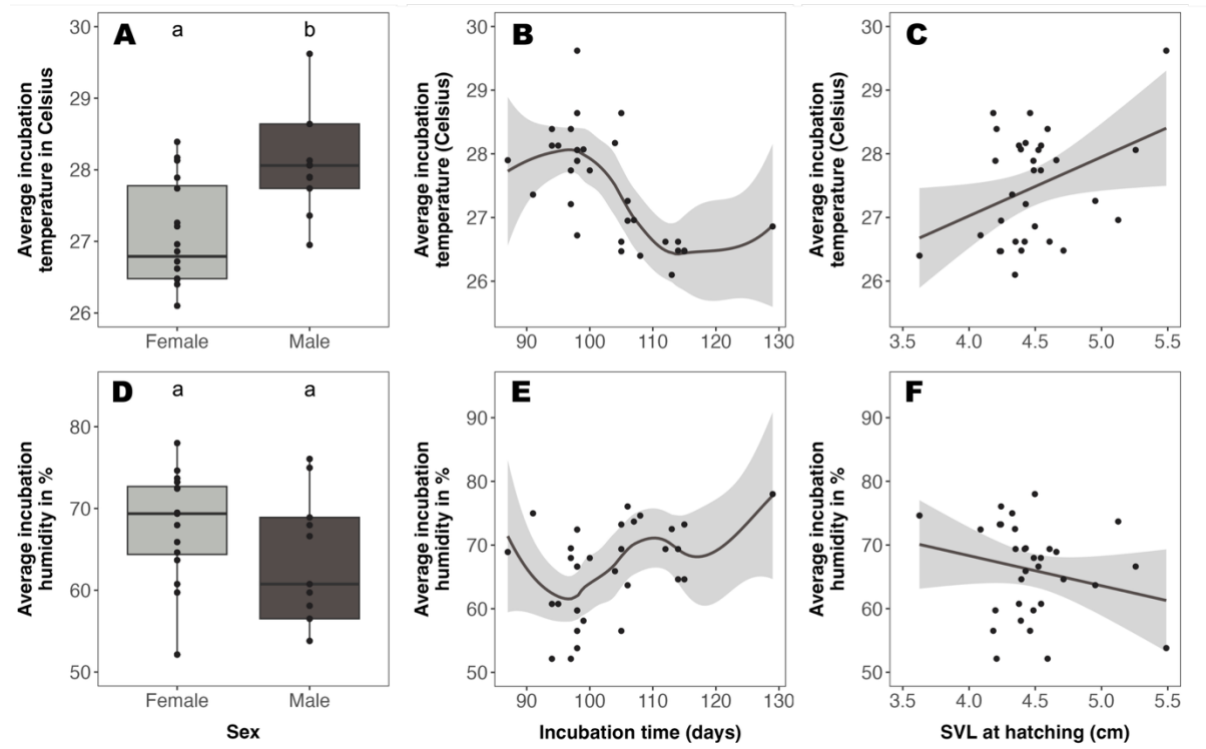 A
a
b
30
29
28
27
26
Average incubation
temperature in Celsius
Female
Male
B
30
29
28
27
26
Average incubation
temperature (Celsius)
90
100
110
120
130
C
30
29
28
27
26
Average incubation
temperature (Celsius)
3.5
4.0
4.5
5.0
5.5
D
a
a
80
70
60
50
Average incubation
humidity in %
Female
Male
Sex
E
90
80
70
60
50
Average incubation
humidity in %
90
100
110
120
130
Incubation time (days)
F
90
80
70
60
50
Average incubation
humidity in %
3.5
4.0
4.5
5.0
5.5
SVL at hatching (cm)